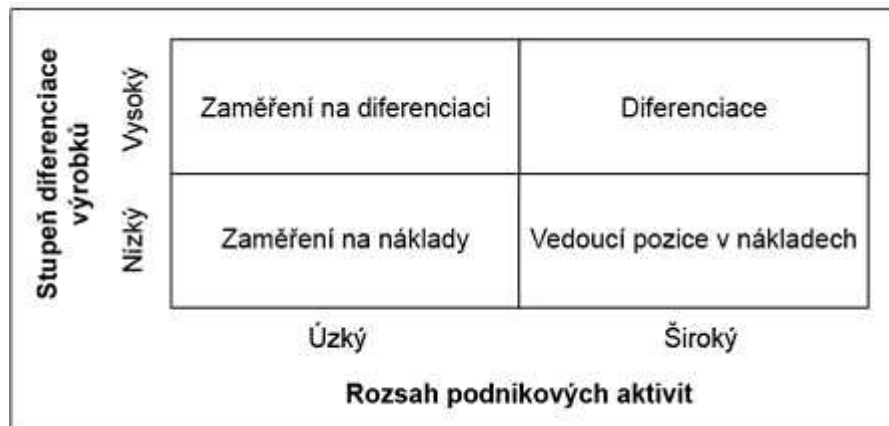 Stupeň diferenciace
výrobků
Vysoký
Nízký
Zaměření na diferenciaci
Diferenciace
Zaměření na náklady
Vedoucí pozice v nákladech
Úzký
Široký
Rozsah podnikových aktivit